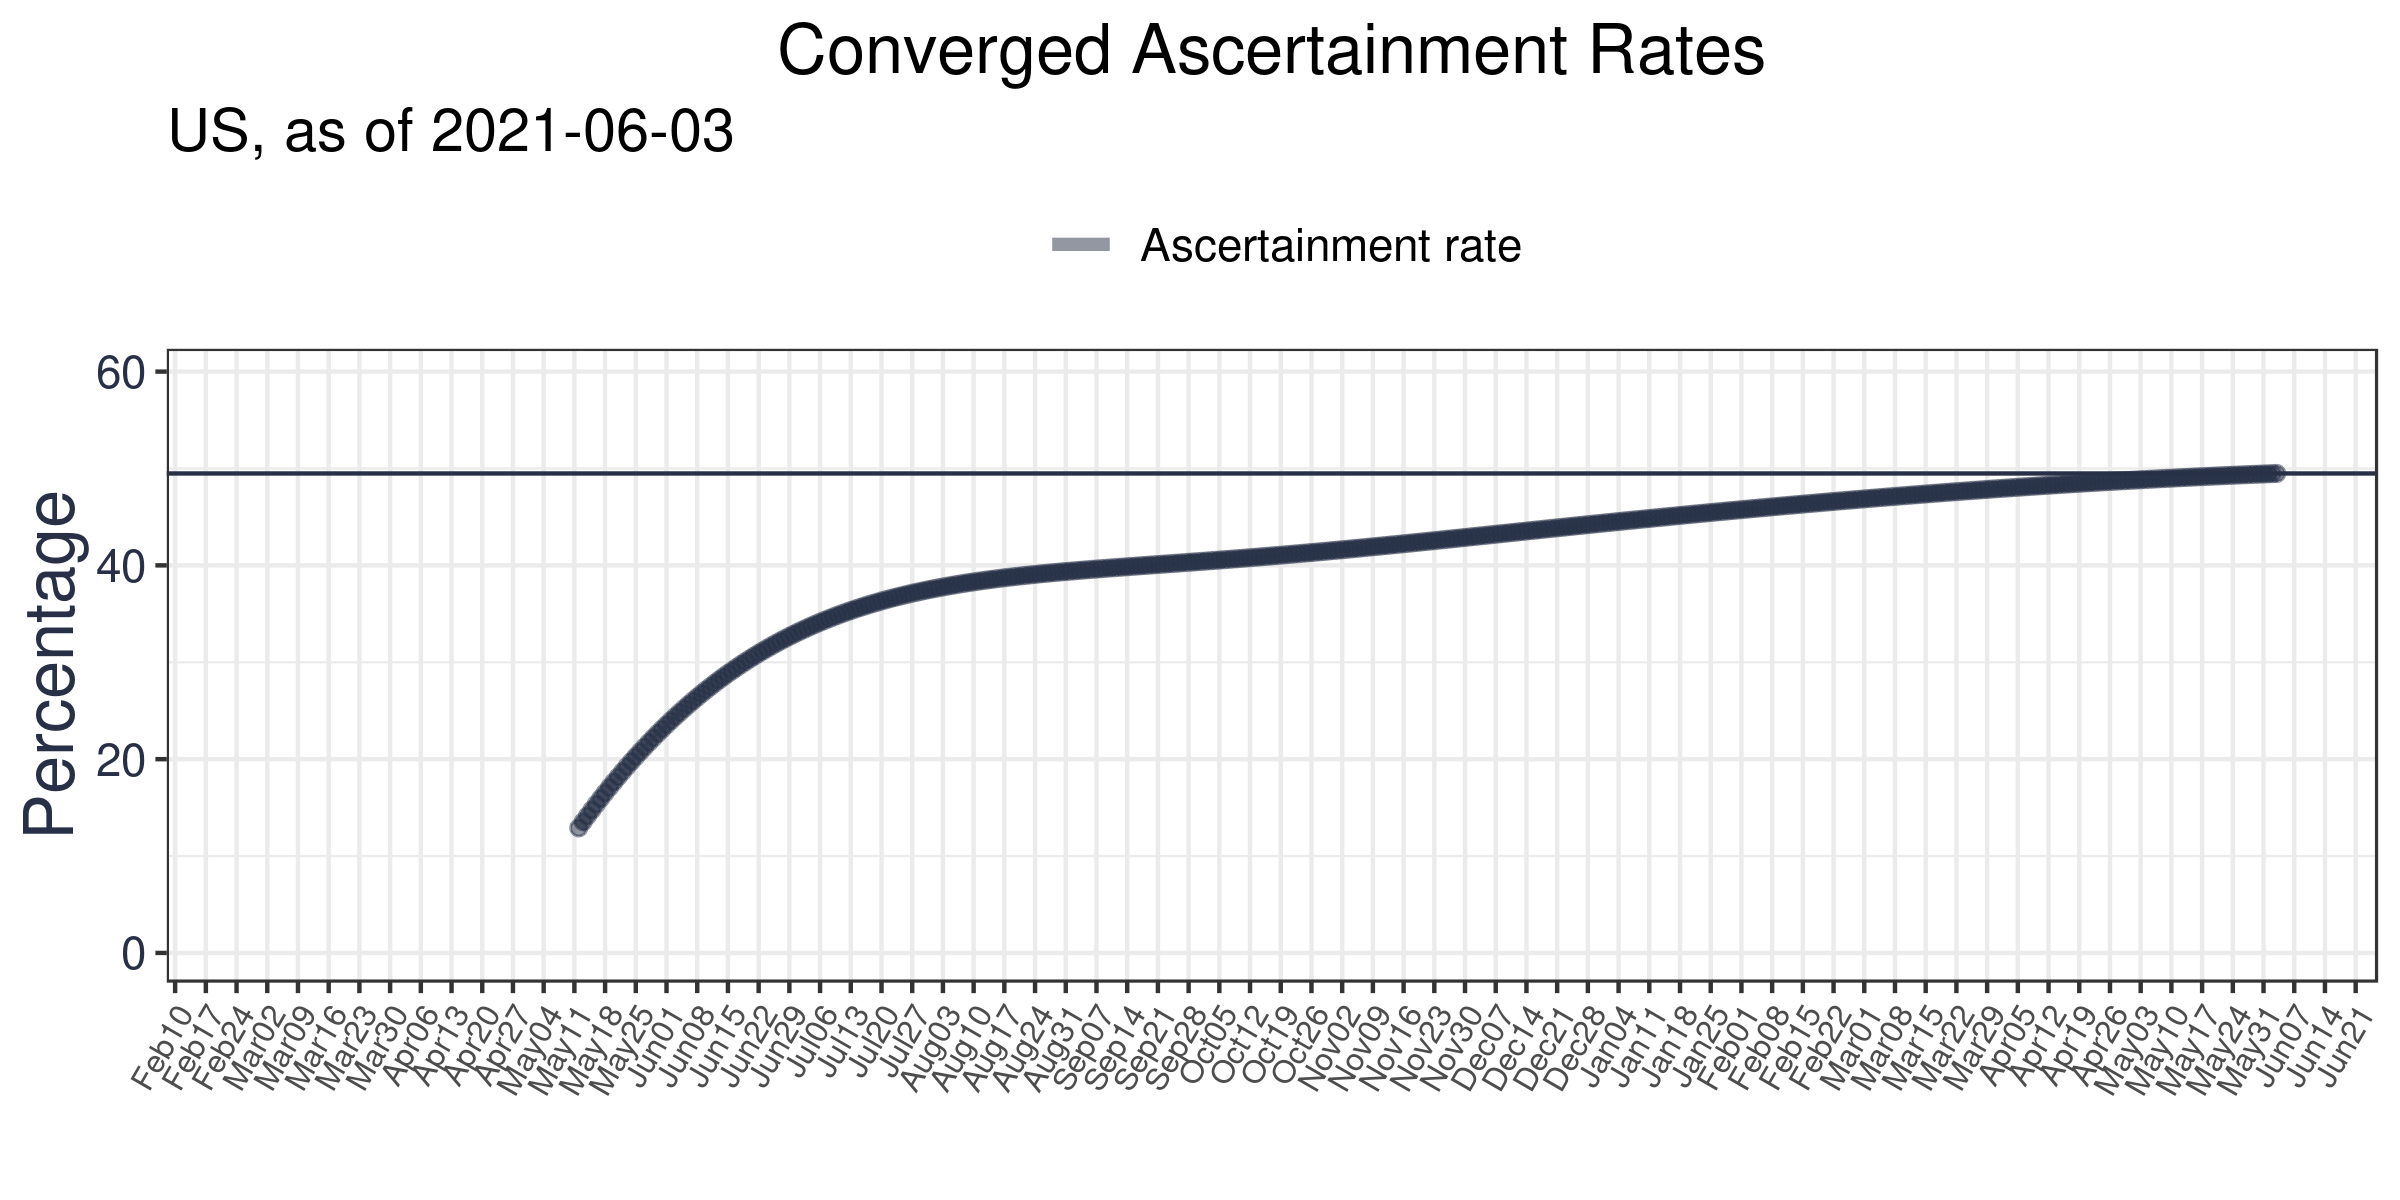 Converged Ascertainment Rates
US, as of 2021-06-03
Ascertainment rate
Percentage
60
40
20
0
Feb10
Feb17
Feb24
Mar02
Mar09
Mar16
Mar23
Mar30
Apr06
Apr13
Apr20
Apr27
May04
May11
May18
May25
Jun01
Jun08
Jun15
Jun22
Jun29
Jul06
Jul13
Jul20
Jul27
Aug03
Aug10
Aug17
Aug24
Aug31
Sep07
Sep14
Sep21
Sep28
Oct05
Oct12
Oct19
Oct26
Nov02
Nov09
Nov16
Nov23
Nov30
Dec07
Dec14
Dec21
Dec28
Jan04
Jan11
Jan18
Jan25
Feb01
Feb08
Feb15
Feb22
Mar01
Mar08
Mar15
Mar22
Mar29
Apr05
Apr12
Apr19
Apr26
May03
May10
May17
May24
May31
Jun07
Jun14
Jun21